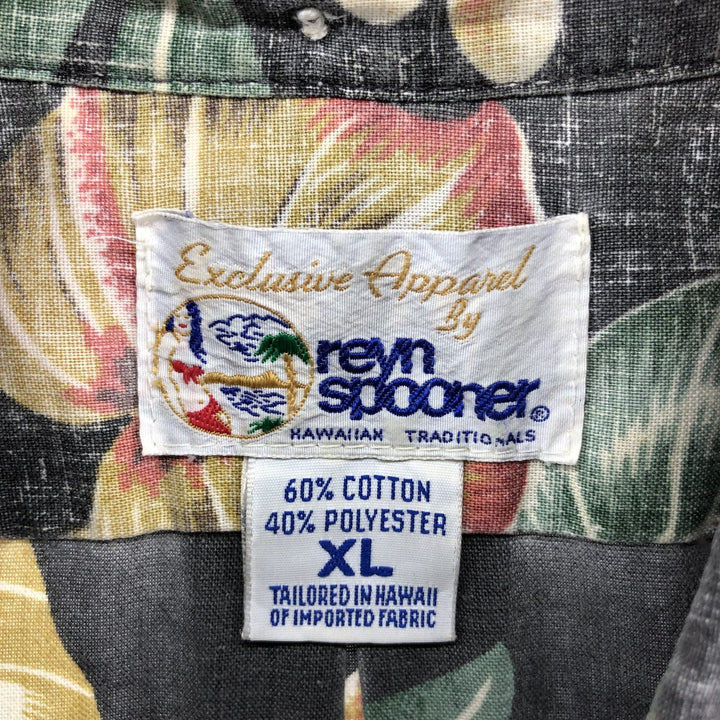 Exclusive Apparel
By
reyn
spooner®
HAWAIIAN TRADITIONALS
60% COTTON
40% POLYESTER
XL
TAILORED IN HAWAII
OF IMPORTED FABRIC